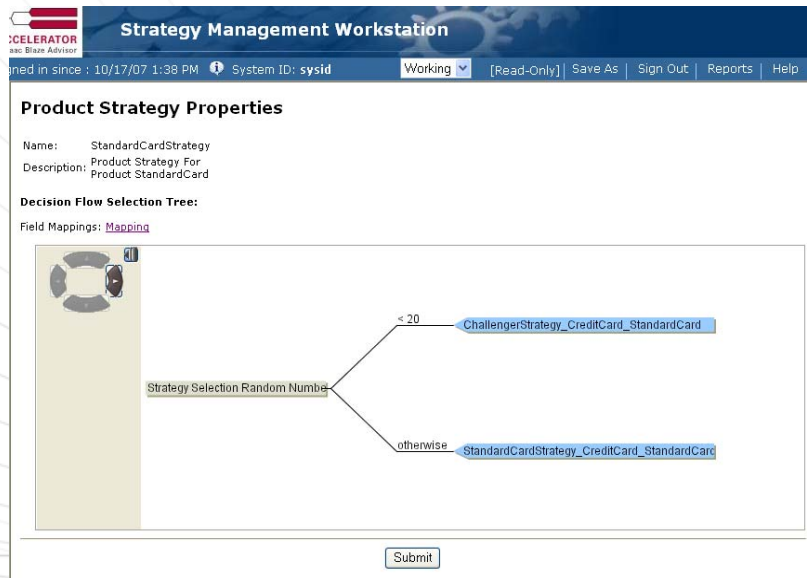 CCELERATOR
aac Blaze Advisor
Strategy Management Workstation
gned in since : 10/17/07 1:38 PM System ID: sysid Working [Read-Only] | Save As | Sign Out | Reports | Help
Product Strategy Properties
Name: StandardCardStrategy
Description: Product Strategy For
Product StandardCard
Decision Flow Selection Tree:
Field Mappings: Mapping
< 20
ChallengerStrategy_CreditCard_StandardCard
Strategy Selection Random Numbe
otherwise
StandardCardStrategy_CreditCard_StandardCard
Submit